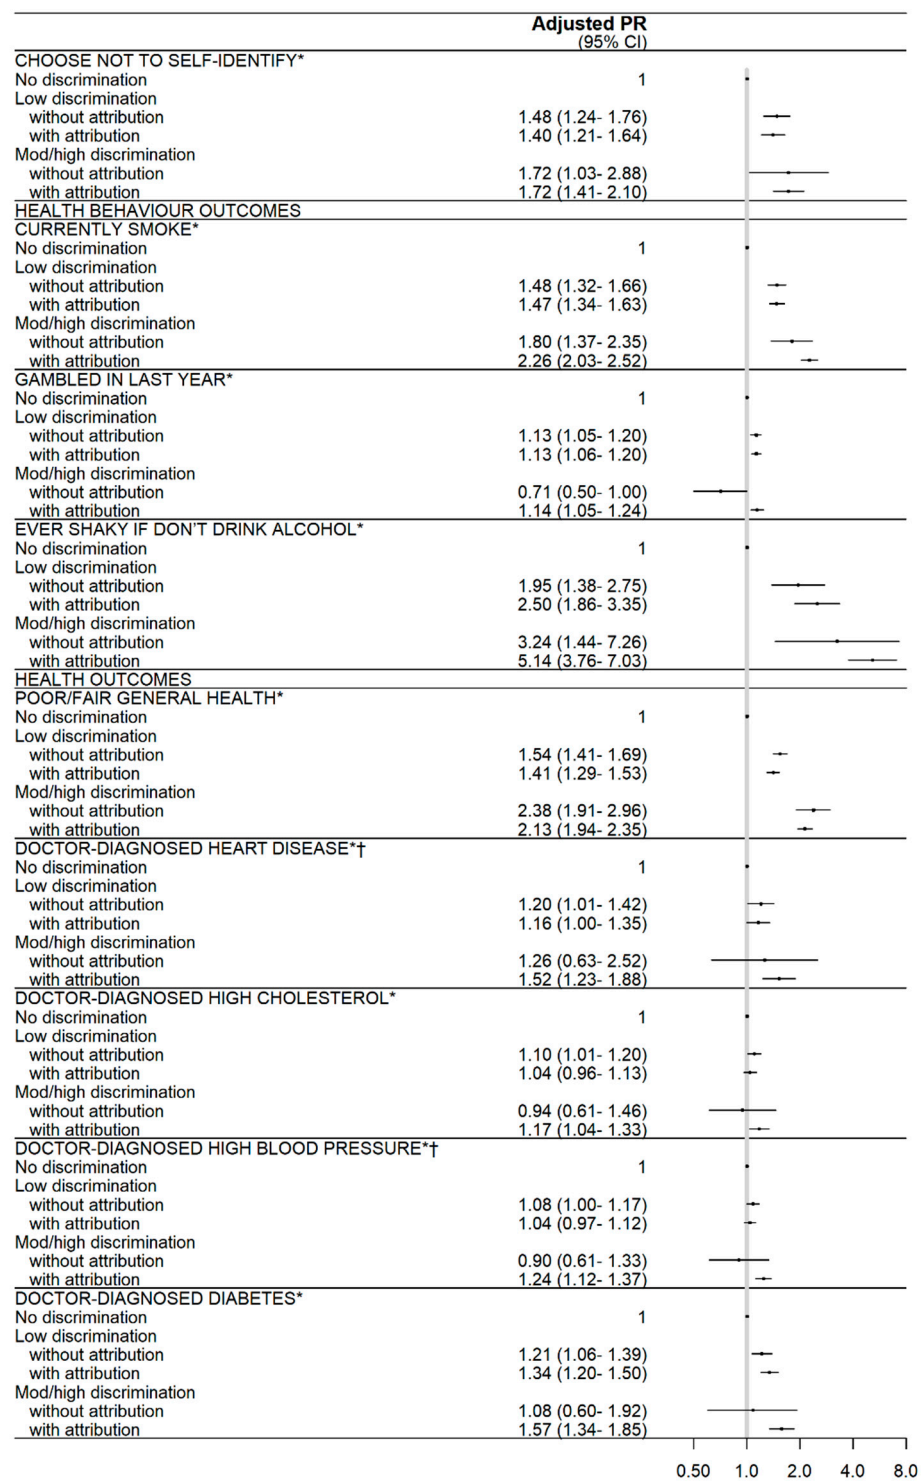 Adjusted PR
(95% CI)
CHOOSE NOT TO SELF-IDENTIFY*
No discrimination 1
Low discrimination
without attribution 1.48 (1.24- 1.76)
with attribution 1.40 (1.21- 1.64)
Mod/high discrimination
without attribution 1.72 (1.03- 2.88)
with attribution 1.72 (1.41- 2.10)
HEALTH BEHAVIOUR OUTCOMES
CURRENTLY SMOKE*
No discrimination 1
Low discrimination
without attribution 1.48 (1.32- 1.66)
with attribution 1.47 (1.34- 1.63)
Mod/high discrimination
without attribution 1.80 (1.37- 2.35)
with attribution 2.26 (2.03- 2.52)
GAMBLED IN LAST YEAR*
No discrimination 1
Low discrimination
without attribution 1.13 (1.05- 1.20)
with attribution 1.13 (1.06- 1.20)
Mod/high discrimination
without attribution 0.71 (0.50- 1.00)
with attribution 1.14 (1.05- 1.24)
EVER SHAKY IF DON'T DRINK ALCOHOL*
No discrimination 1
Low discrimination
without attribution 1.95 (1.38- 2.75)
with attribution 2.50 (1.86- 3.35)
Mod/high discrimination
without attribution 3.24 (1.44- 7.26)
with attribution 5.14 (3.76- 7.03)
HEALTH OUTCOMES
POOR/FAIR GENERAL HEALTH*
No discrimination 1
Low discrimination
without attribution 1.54 (1.41- 1.69)
with attribution 1.41 (1.29- 1.53)
Mod/high discrimination
without attribution 2.38 (1.91- 2.96)
with attribution 2.13 (1.94- 2.35)
DOCTOR-DIAGNOSED HEART DISEASE*†
No discrimination 1
Low discrimination
without attribution 1.20 (1.01- 1.42)
with attribution 1.16 (1.00- 1.35)
Mod/high discrimination
without attribution 1.26 (0.63- 2.52)
with attribution 1.52 (1.23- 1.88)
DOCTOR-DIAGNOSED HIGH CHOLESTEROL*
No discrimination 1
Low discrimination
without attribution 1.10 (1.01- 1.20)
with attribution 1.04 (0.96- 1.13)
Mod/high discrimination
without attribution 0.94 (0.61- 1.46)
with attribution 1.17 (1.04- 1.33)
DOCTOR-DIAGNOSED HIGH BLOOD PRESSURE*†
No discrimination 1
Low discrimination
without attribution 1.08 (1.00- 1.17)
with attribution 1.04 (0.97- 1.12)
Mod/high discrimination
without attribution 0.90 (0.61- 1.33)
with attribution 1.24 (1.12- 1.37)
DOCTOR-DIAGNOSED DIABETES*
No discrimination 1
Low discrimination
without attribution 1.21 (1.06- 1.39)
with attribution 1.34 (1.20- 1.50)
Mod/high discrimination
without attribution 1.08 (0.60- 1.92)
with attribution 1.57 (1.34- 1.85)
0.50 1.0 2.0 4.0 8.0